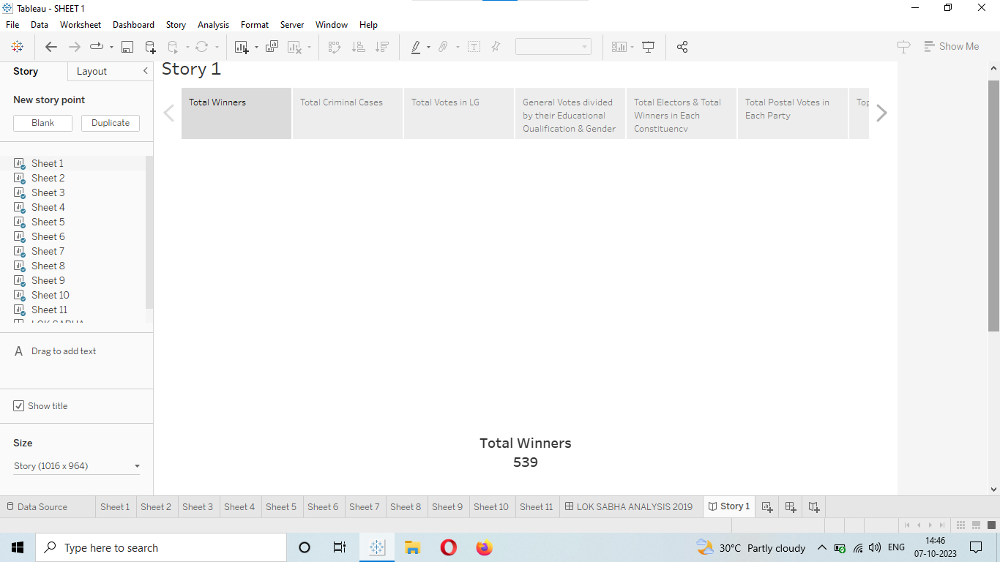 Tableau - SHEET 1
File Data Worksheet Dashboard Story Analysis Format Server Window Help
Show Me
Story Layout
New story point
Blank Duplicate
Sheet 1
Sheet 2
Sheet 3
Sheet 4
Sheet 5
Sheet 6
Sheet 7
Sheet 8
Sheet 9
Sheet 10
Sheet 11
A Drag to add text
Show title
Size
Story (1016 x 964)
Story 1
Total Winners
Total Criminal Cases
Total Votes in LG
General Votes divided
by their Educational
Qualification & Gender
Total Electors & Total
Winners in Each
Constituency
Total Postal Votes in
Each Party
Top
Total Winners
539
Data Source Sheet 1 Sheet 2 Sheet 3 Sheet 4 Sheet 5 Sheet 6 Sheet 7 Sheet 8 Sheet 9 Sheet 10 Sheet 11 LOK SABHA ANALYSIS 2019 Story 1
Type here to search
30°C Partly cloudy
ENG
14:46
07-10-2023